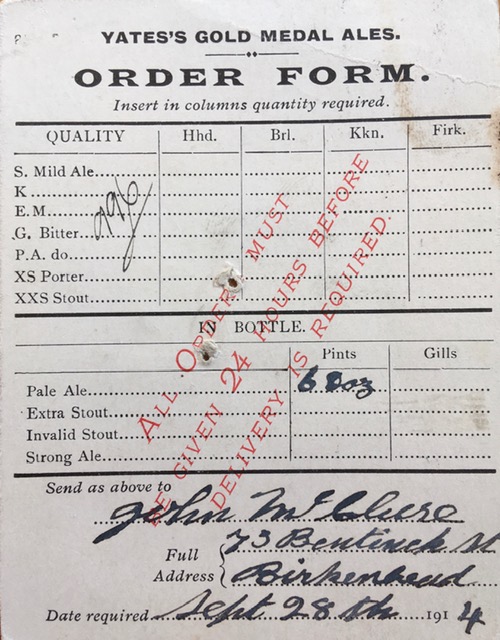 YATES'S GOLD MEDAL ALES.
ORDER FORM.
Insert in columns quantity required.
QUALITY Hhd. Brl. Kkn. Firk.
S. Mild Ale
K
E.M
G. Bitter
P.A. do
XS Porter
XXS Stout
996
ALL ORDERS MUST
BE GIVEN 24 HOURS BEFORE
DELIVERY IS REQUIRED.
IN BOTTLE.
Pints Gills
Pale Ale 6 Doz
Extra Stout
Invalid Stout
Strong Ale
Send as above to
John McClure
Full Address { 73 Bentinck St
Birkenhead
Date required Sept 28th 1914